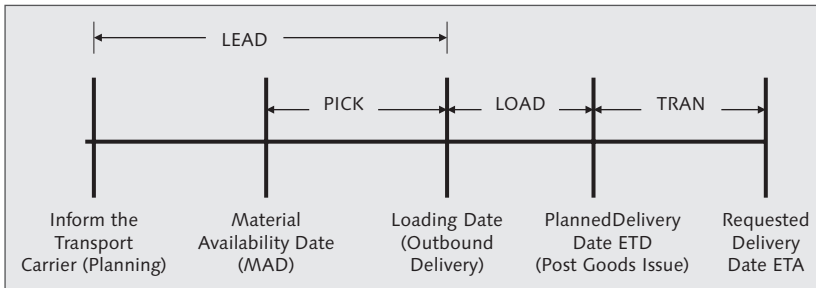 LEAD
PICK
LOAD
TRAN
Inform the
Transport
Carrier (Planning)
Material
Availability Date
(MAD)
Loading Date
(Outbound
Delivery)
PlannedDelivery
Date ETD
(Post Goods Issue)
Requested
Delivery
Date ETA